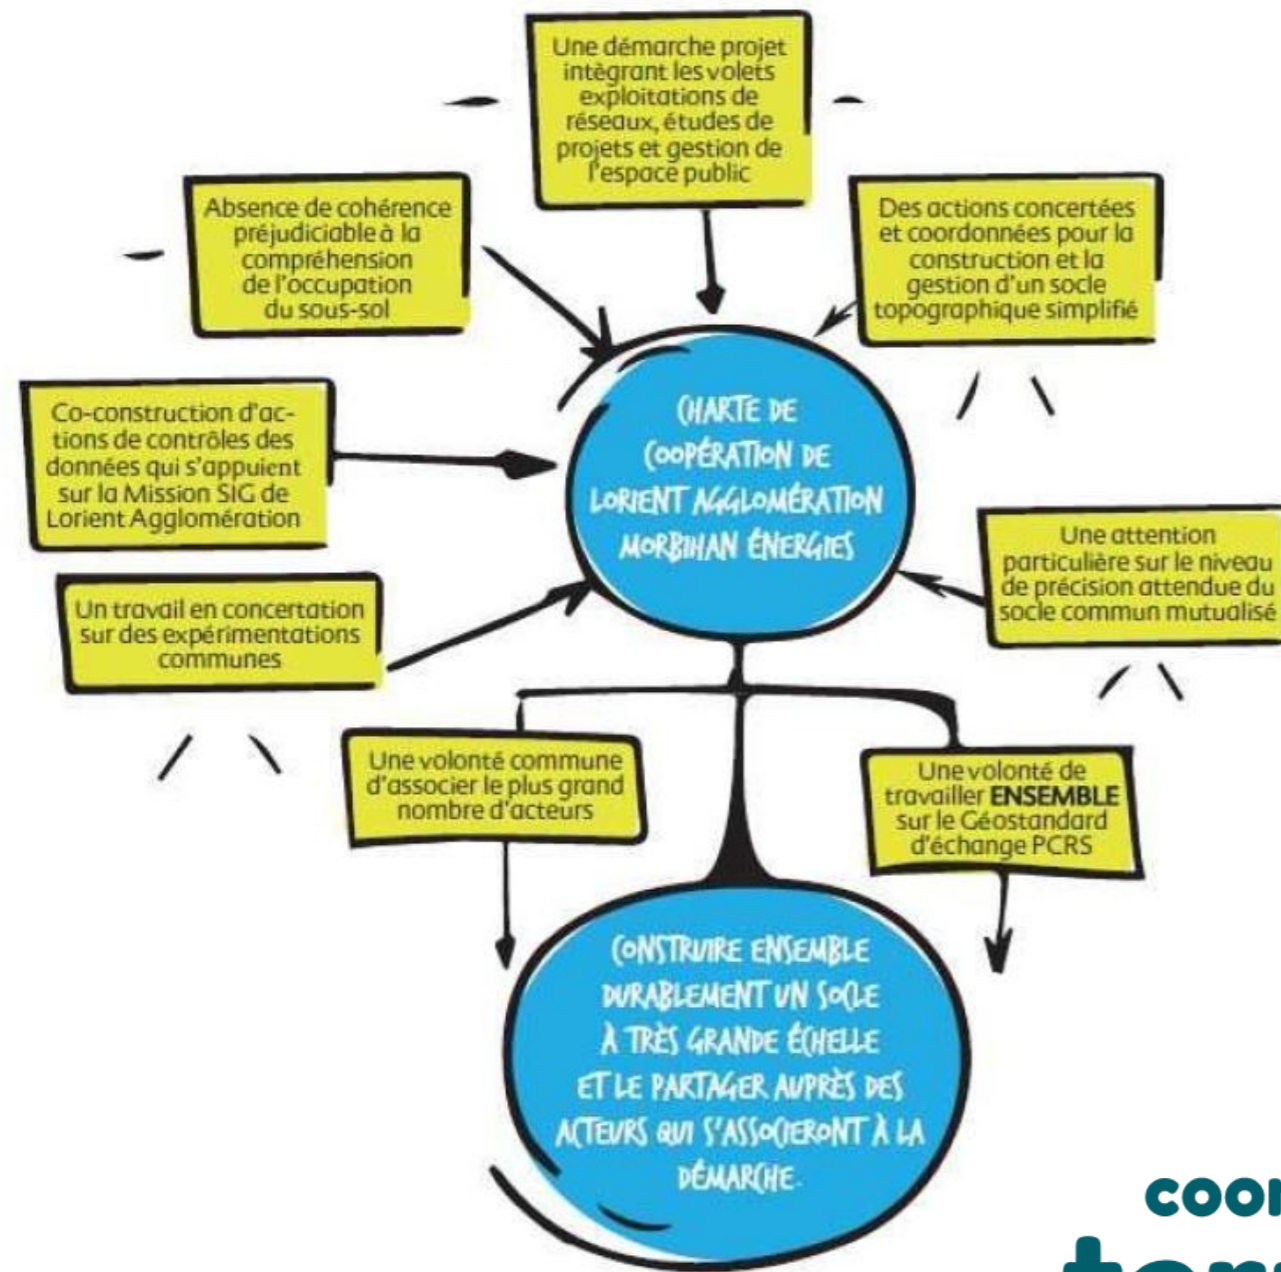 Une démarche projet
intégrant les volets
exploitations de
réseaux, études de
projets et gestion de
l'espace public
Absence de cohérence
préjudiciable à la
compréhension
de l'occupation
du sous-sol
Des actions concertées
et coordonnées pour la
construction et la
gestion d'un socle
topographique simplifié
Co-construction d'ac-
tions de contrôles des
données qui s'appuient
sur la Mission SIG de
Lorient Agglomération
CHARTE DE
COOPÉRATION DE
LORIENT AGGLOMÉRATION
MORBIHAN ÉNERGIES
Une attention
particulière sur le niveau
de précision attendue du
socle commun mutualisé
Un travail en concertation
sur des expérimentations
communes
Une volonté commune
d'associer le plus grand
nombre d'acteurs
Une volonté de
travailler ENSEMBLE
sur le Géostandard
d'échange PCRS
CONSTRUIRE ENSEMBLE
DURABLEMENT UN SOCLE
À TRÈS GRANDE ÉCHELLE
ET LE PARTAGER AUPRÈS DES
ACTEURS QUI S'ASSOCIERONT À LA
DÉMARCHE.